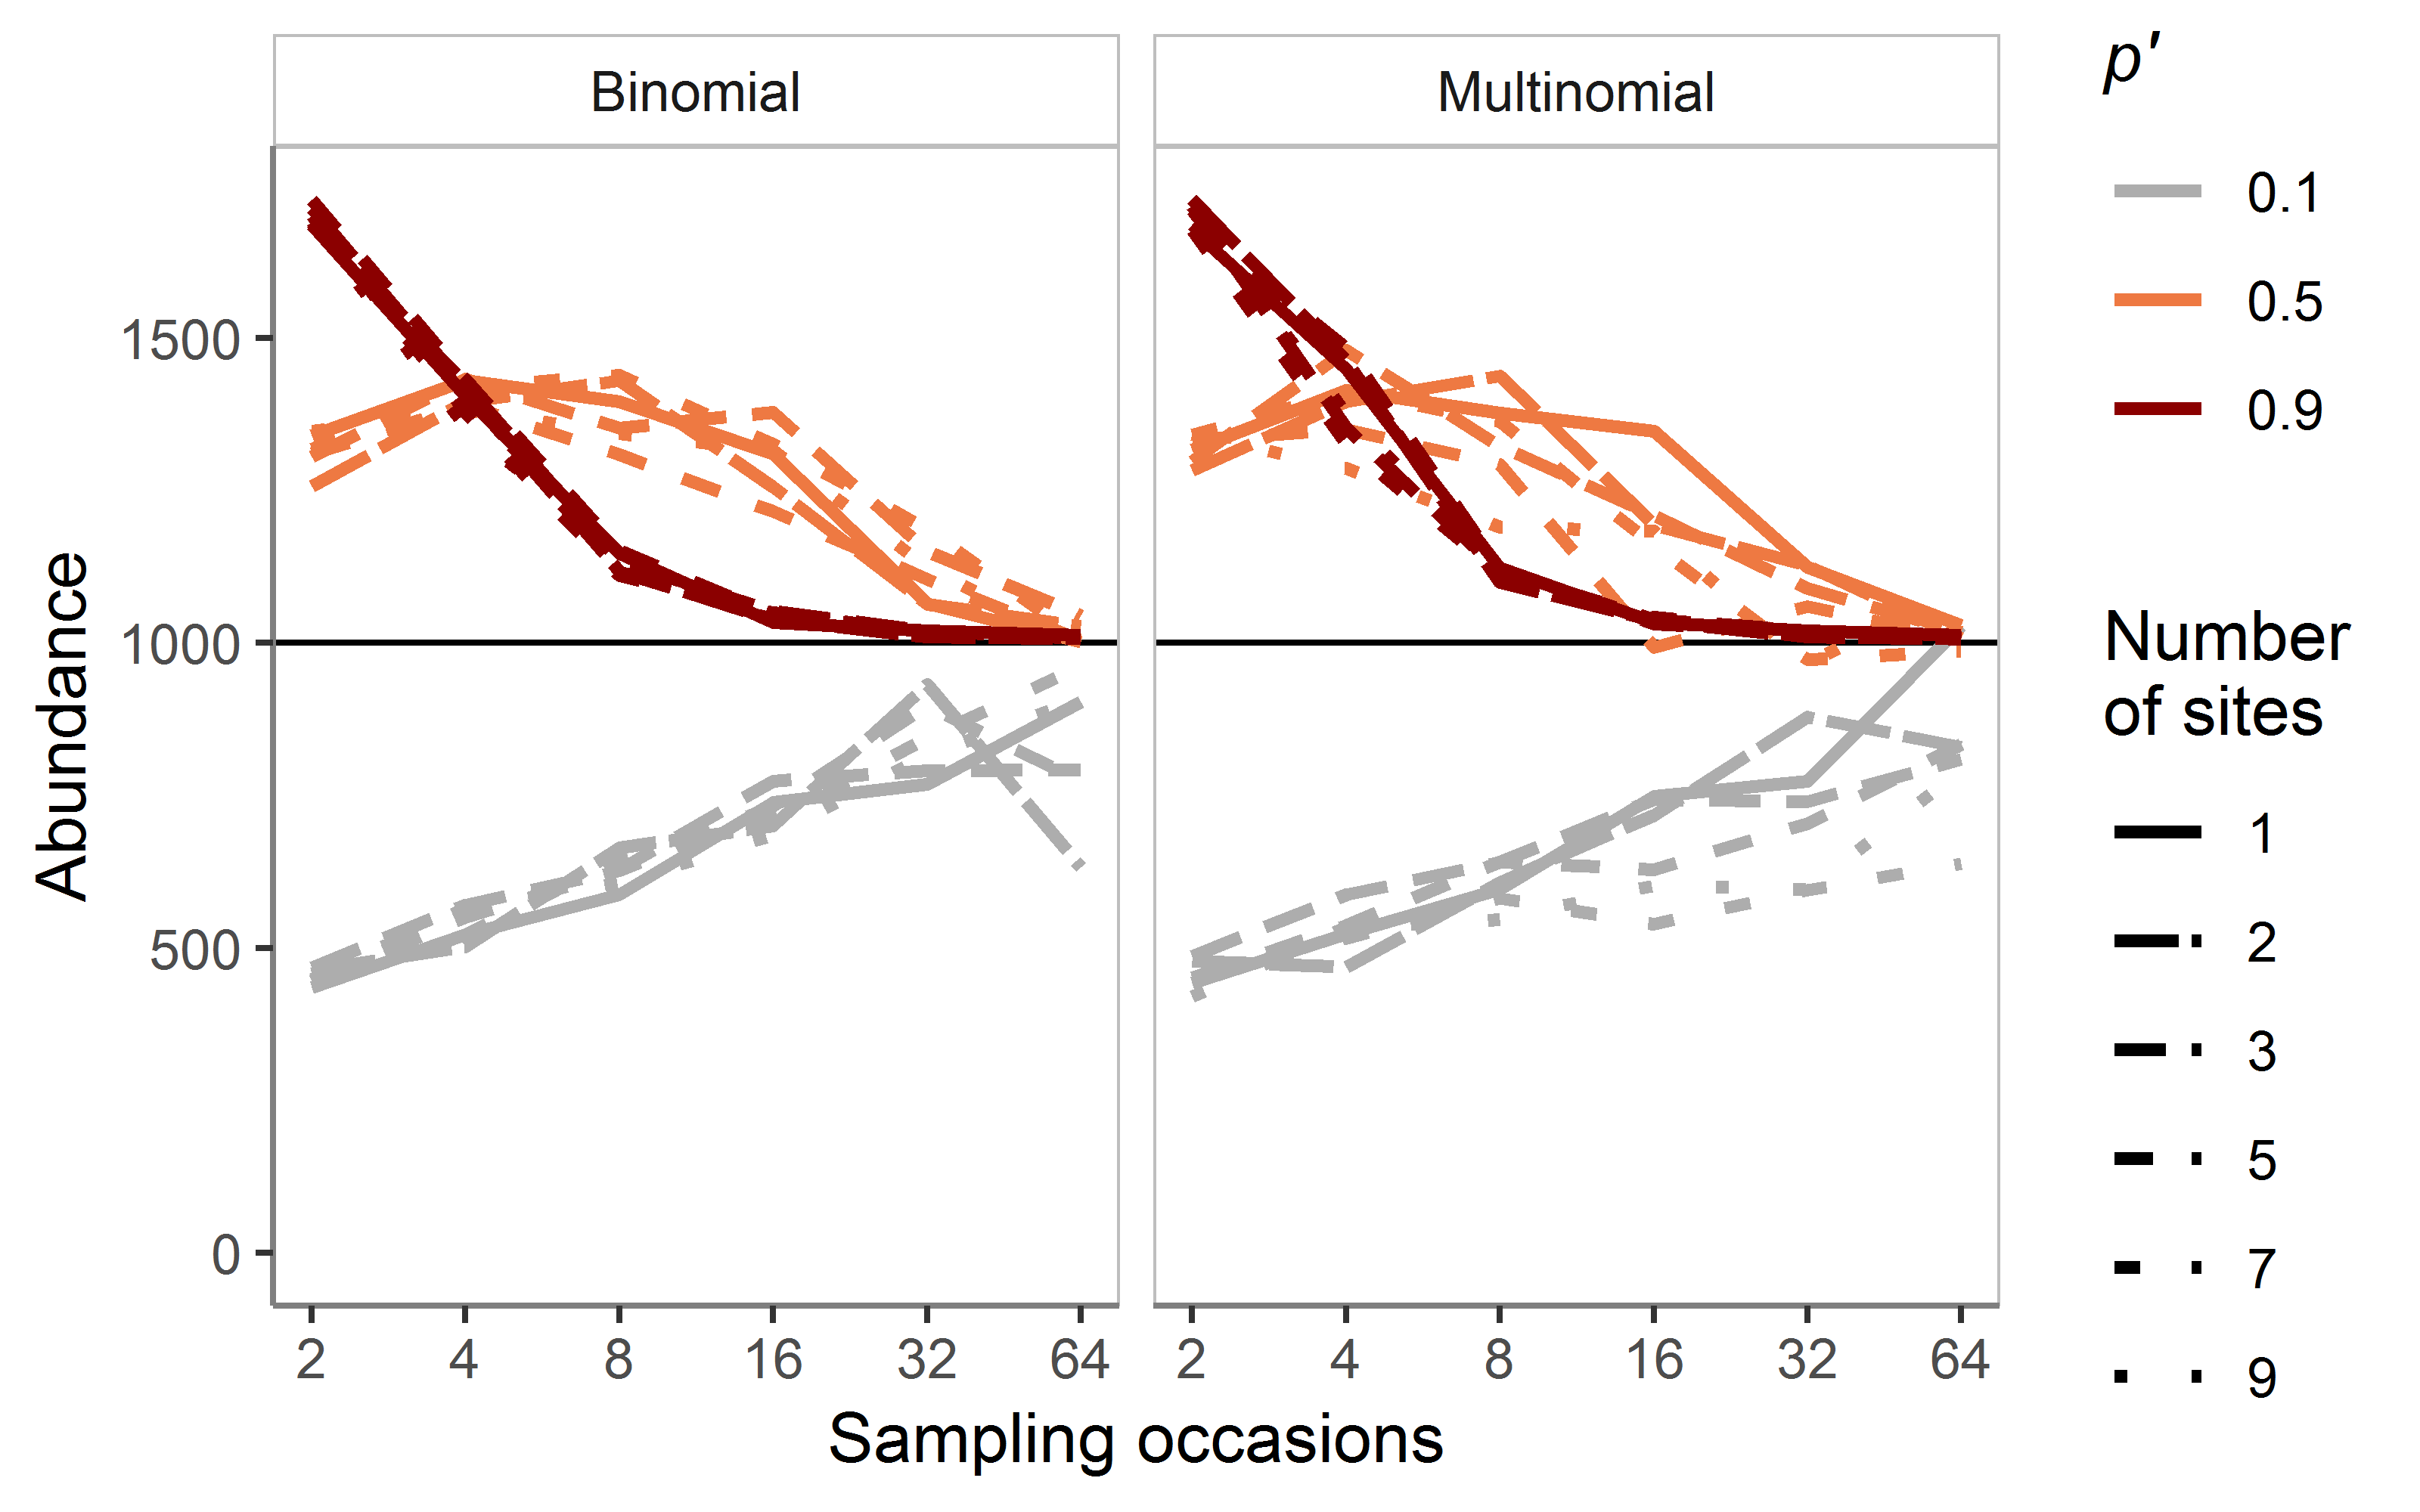 Binomial
Multinomial
Abundance
1500
1000
500
0
2 4 8 16 32 64
2 4 8 16 32 64
Sampling occasions
p'
0.1
0.5
0.9
Number
of sites
1
2
3
5
7
9